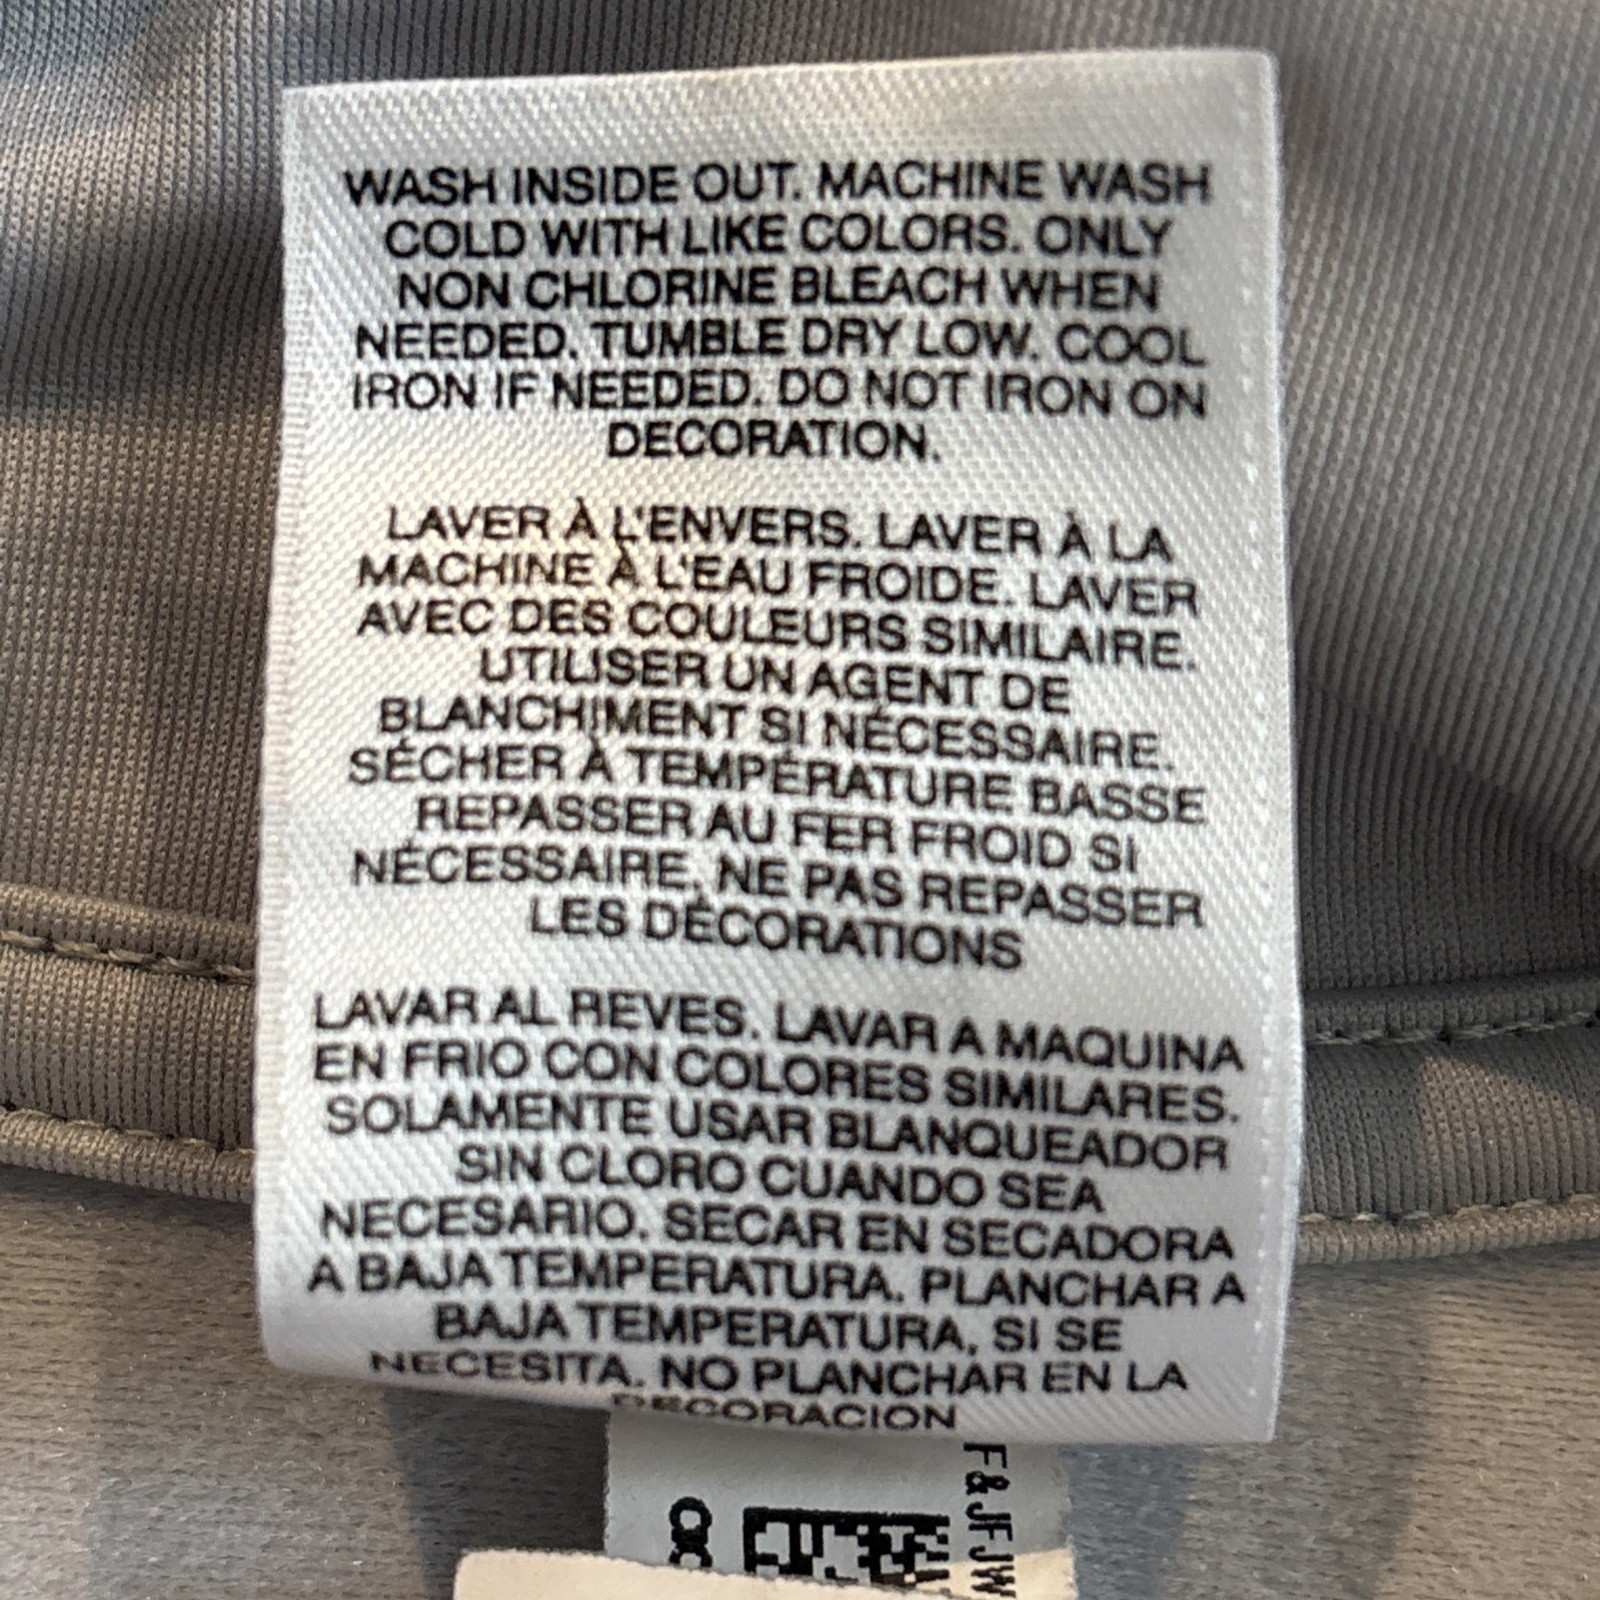 WASH INSIDE OUT. MACHINE WASH
COLD WITH LIKE COLORS. ONLY
NON CHLORINE BLEACH WHEN
NEEDED. TUMBLE DRY LOW. COOL
IRON IF NEEDED. DO NOT IRON ON
DECORATION.
LAVER À L'ENVERS. LAVER À LA
MACHINE À L'EAU FROIDE. LAVER
AVEC DES COULEURS SIMILAIRE.
UTILISER UN AGENT DE
BLANCHIMENT SI NÉCESSAIRE.
SÉCHER À TEMPÉRATURE BASSE
REPASSER AU FER FROID SI
NÉCESSAIRE, NE PAS REPASSER
LES DÉCORATIONS
LAVAR AL REVES. LAVAR A MAQUINA
EN FRIO CON COLORES SIMILARES.
SOLAMENTE USAR BLANQUEADOR
SIN CLORO CUANDO SEA
NECESARIO. SECAR EN SECADORA
A BAJA TEMPERATURA. PLANCHAR A
BAJA TEMPERATURA, SI SE
NECESITA. NO PLANCHAR EN LA
DECORACION
F&JFJW